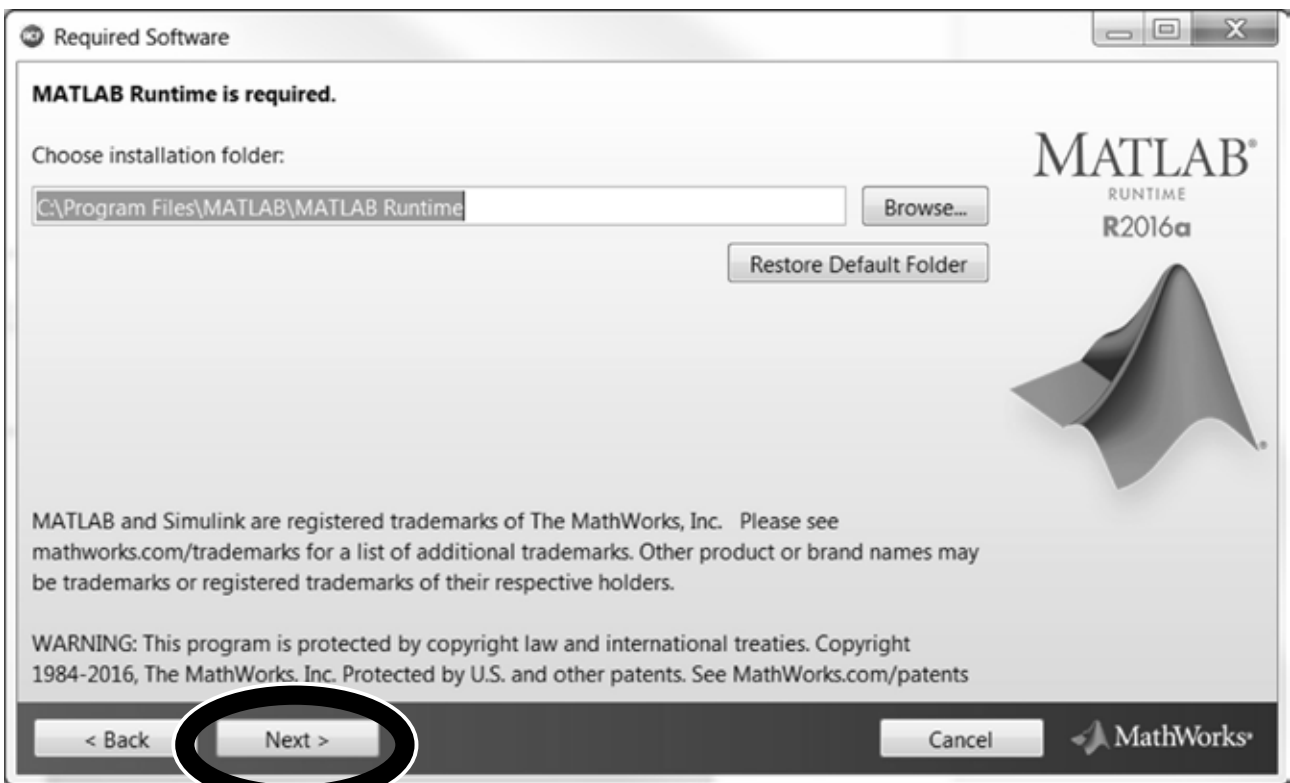 Required Software
MATLAB Runtime is required.
Choose installation folder:
C:\Program Files\MATLAB\MATLAB Runtime
Browse...
Restore Default Folder
MATLAB®
RUNTIME
R2016a
MATLAB and Simulink are registered trademarks of The MathWorks, Inc.   Please see
mathworks.com/trademarks for a list of additional trademarks. Other product or brand names may
be trademarks or registered trademarks of their respective holders.
WARNING: This program is protected by copyright law and international treaties. Copyright
1984-2016, The MathWorks, Inc. Protected by U.S. and other patents. See MathWorks.com/patents
< Back
Next >
Cancel
MathWorks®